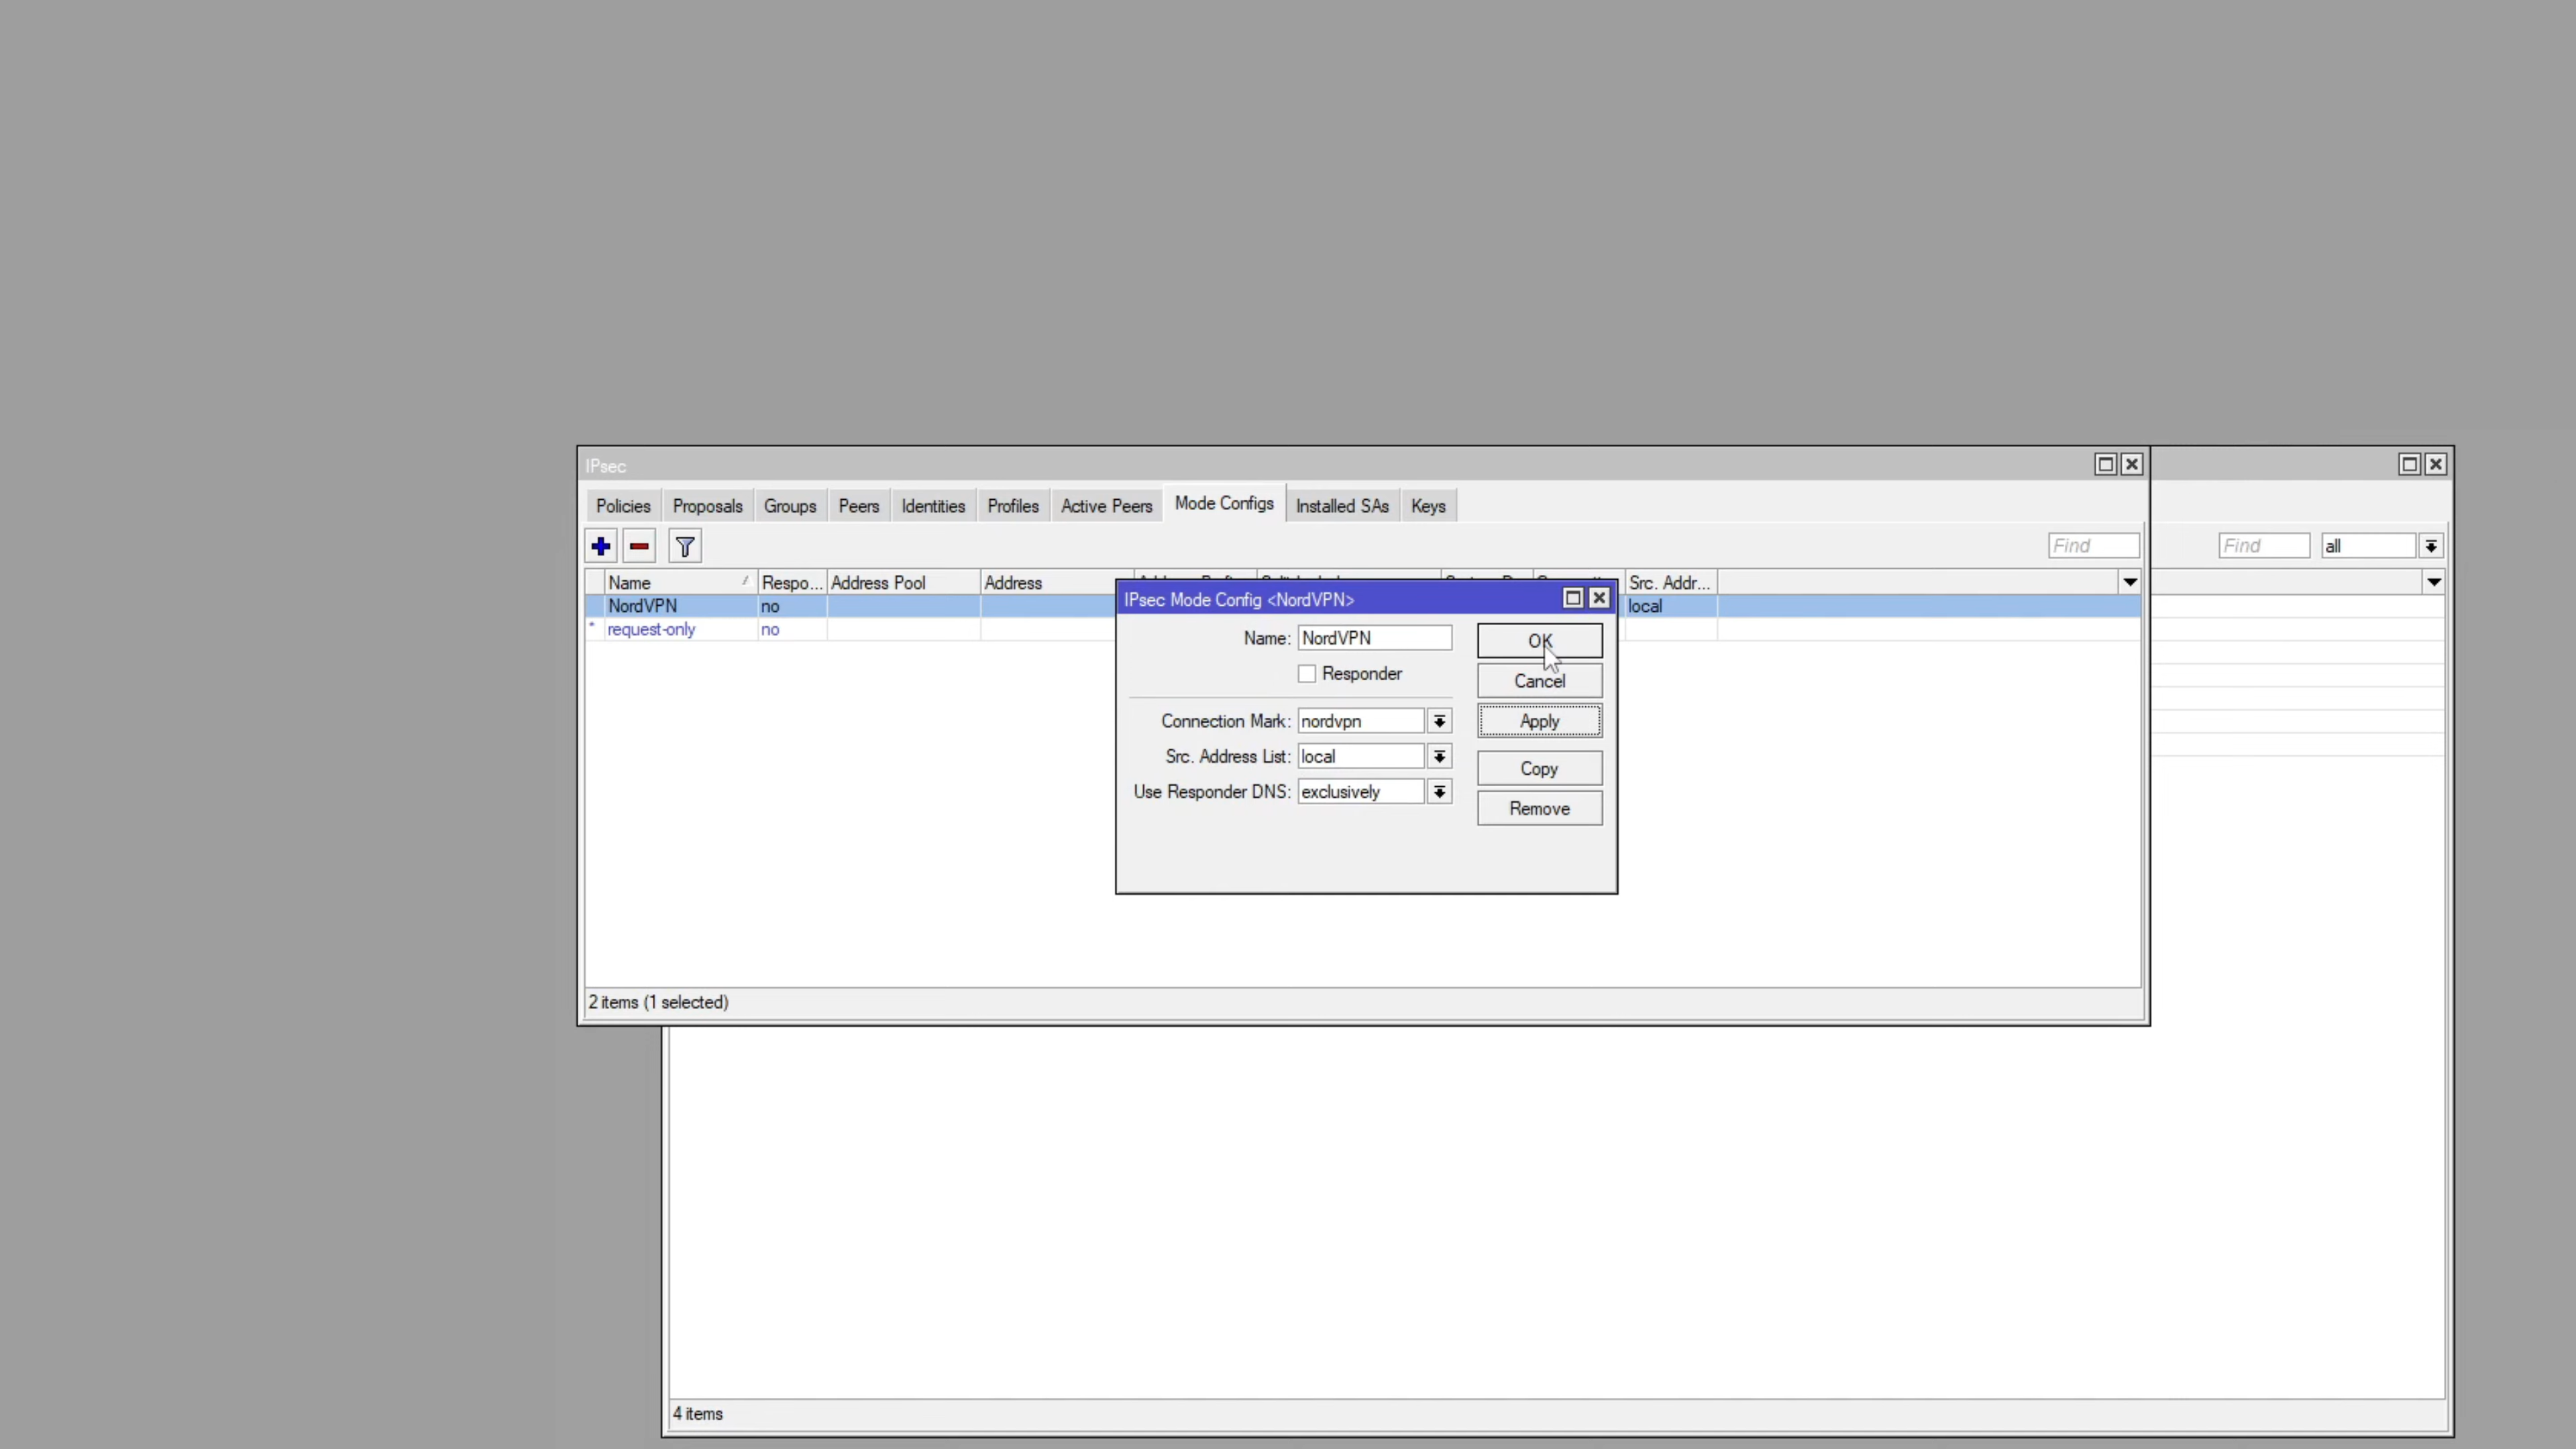 IPsec
Policies Proposals Groups Peers Identities Profiles Active Peers Mode Configs Installed SAs Keys
Find
Find all
Name Respo... Address Pool Address Src. Addr...
NordVPN no local
* request-only no
IPsec Mode Config <NordVPN>
Name: NordVPN OK
Responder
Cancel
Connection Mark: nordvpn Apply
Src. Address List: local
Copy
Use Responder DNS: exclusively
Remove
2 items (1 selected)
4 items